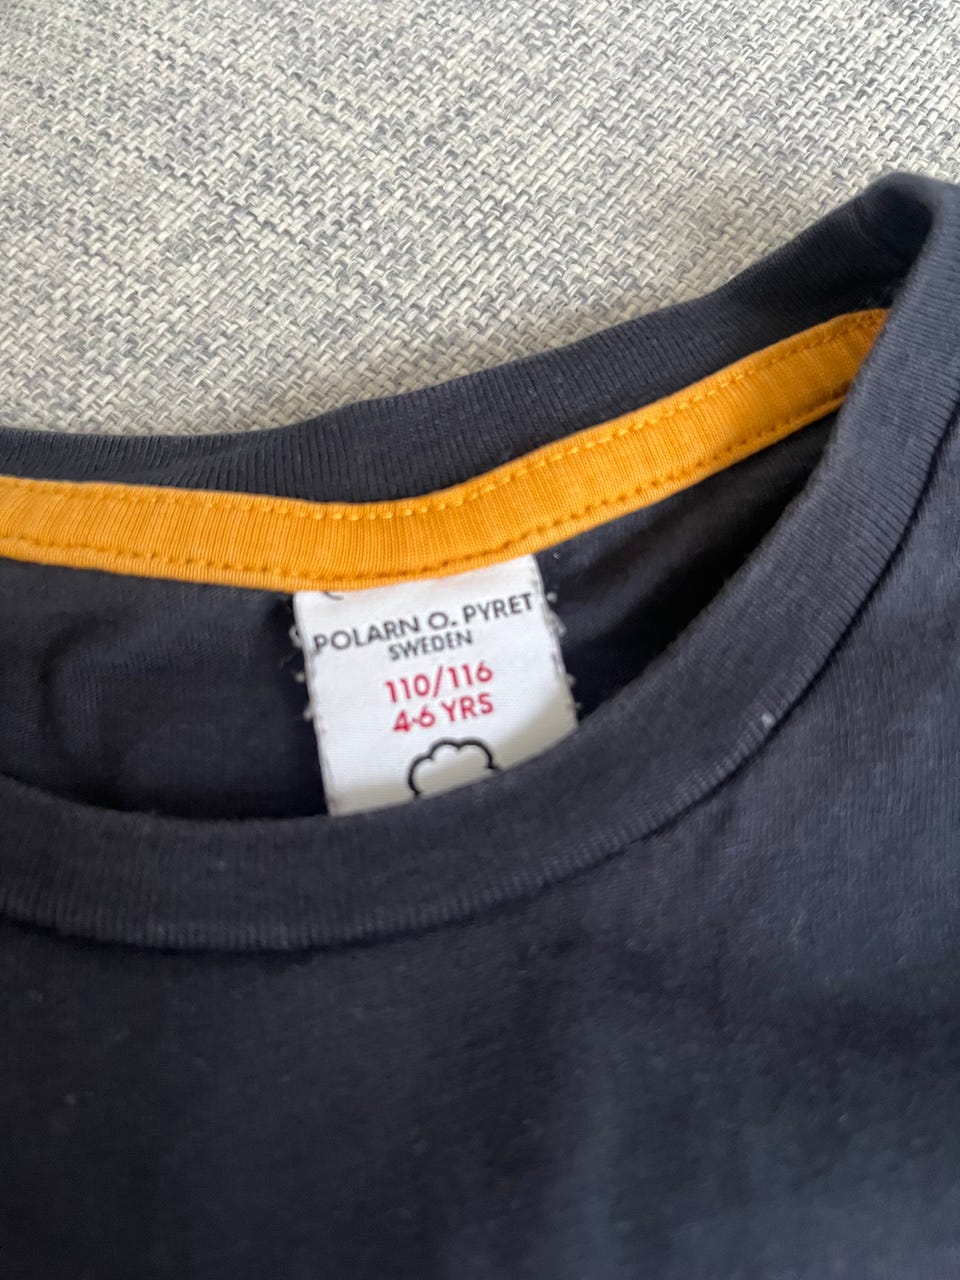 POLARN O. PYRET
SWEDEN
110/116
4-6 YRS